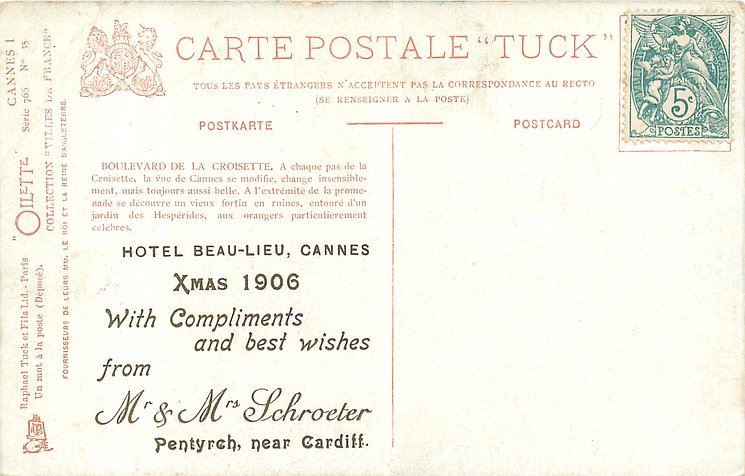 CARTE POSTALE "TUCK"
TOUS LES PAYS ÉTRANGERS N'ACCEPTENT PAS LA CORRESPONDANCE AU RECTO
(SE RENSEIGNER A LA POSTE)
POSTKARTE
POSTCARD
5c
POSTES
BOULEVARD DE LA CROISETTE. A chaque pas de la
Croisette, la vue de Cannes se modifie, change insensible-
ment, mais toujours aussi belle. A l'extrémité de la prome-
nade se découvre un vieux fortin en ruines, entouré d'un
jardin des Hespérides, aux orangers particulièrement
célèbres.
HOTEL BEAU-LIEU, CANNES
XMAS 1906
With Compliments
and best wishes
from
Mr & Mrs Schroeter
Pentyrch, near Cardiff.
CANNES I
"OILETTE" Serie 766 No 35
COLLECTION "VILLES DE FRANCE"
Raphael Tuck et Fils Ltd.- Paris
Un mot à la poste (Déposé).
FOURNISSEURS DE LEURS MM. LE ROI ET LA REINE D'ANGLETERRE.